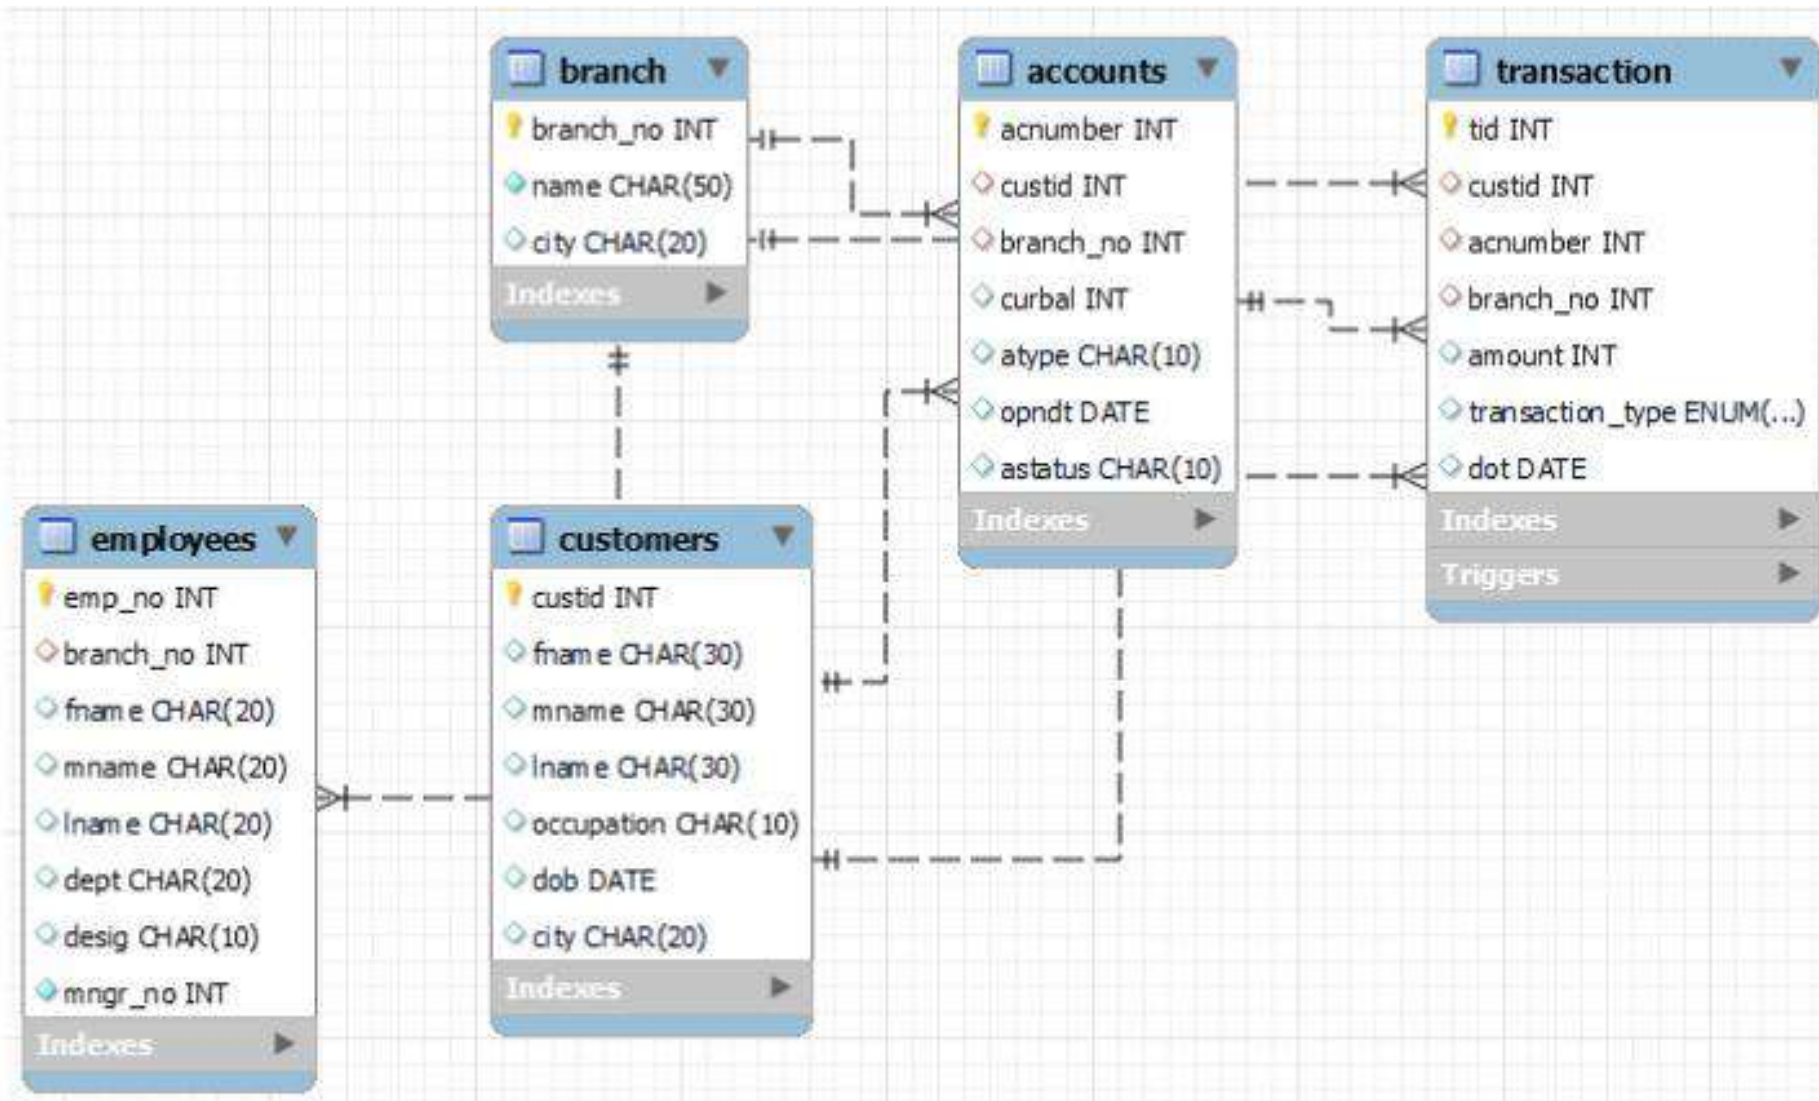 branch
branch_no INT
name CHAR(50)
city CHAR(20)
Indexes
accounts
acnumber INT
custid INT
branch_no INT
curbal INT
atype CHAR(10)
opndt DATE
astatus CHAR(10)
Indexes
transaction
tid INT
custid INT
acnumber INT
branch_no INT
amount INT
transaction_type ENUM(...)
dot DATE
Indexes
Triggers
employees
emp_no INT
branch_no INT
fname CHAR(20)
mname CHAR(20)
lname CHAR(20)
dept CHAR(20)
desig CHAR(10)
mngr_no INT
Indexes
customers
custid INT
fname CHAR(30)
mname CHAR(30)
lname CHAR(30)
occupation CHAR(10)
dob DATE
city CHAR(20)
Indexes